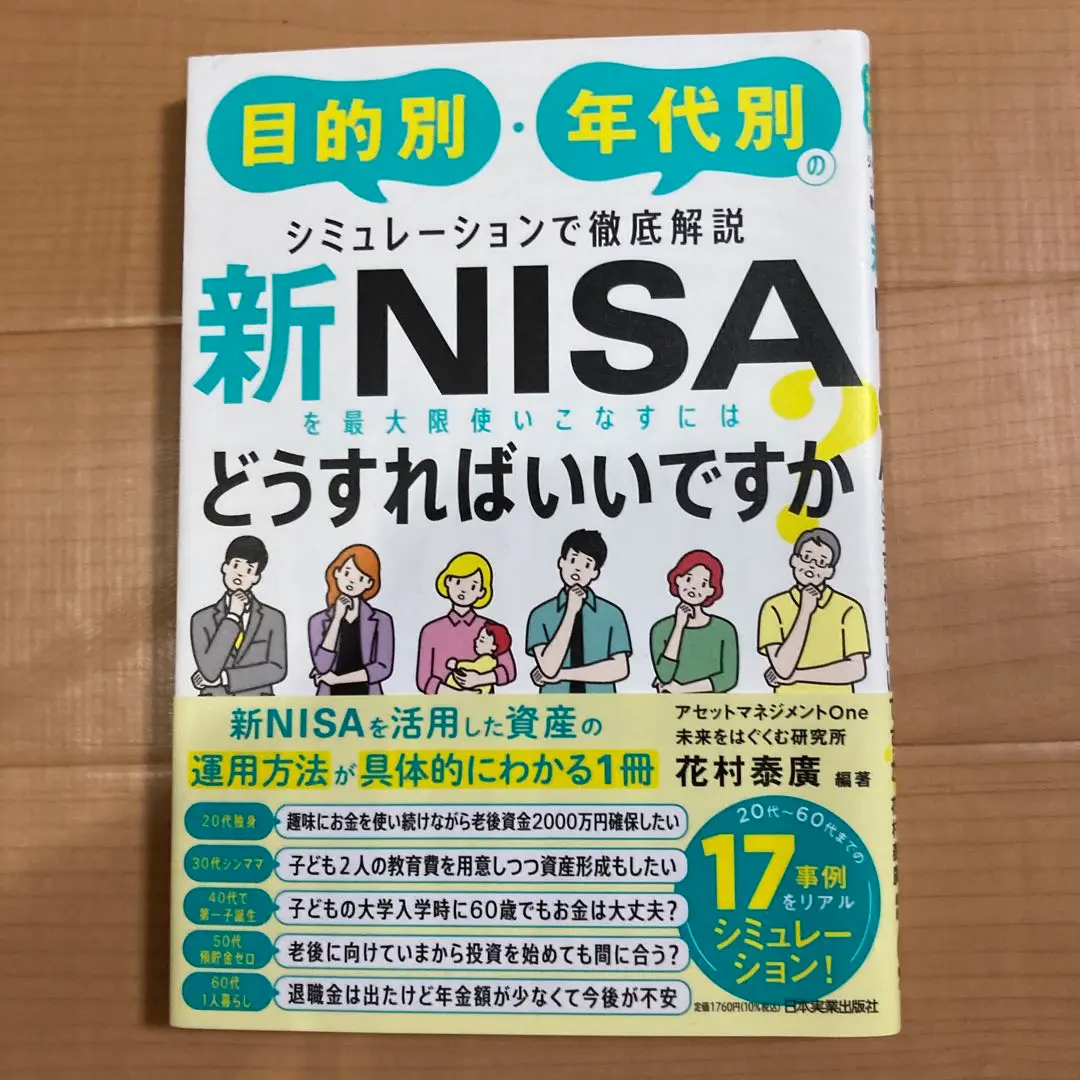 目的別・年代別の
シミュレーションで徹底解説
新NISA
を最大限使いこなすには
どうすればいいですか?
新NISAを活用した資産の
運用方法が具体的にわかる1冊
アセットマネジメントOne
未来をはぐくむ研究所
花村泰廣 編著
20代独身 趣味にお金を使い続けながら老後資金2000万円確保したい
30代シンママ 子ども2人の教育費を用意しつつ資産形成もしたい
40代で
第一子誕生 子どもの大学入学時に60歳でもお金は大丈夫?
50代
預貯金ゼロ 老後に向けていまから投資を始めても間に合う?
60代
1人暮らし 退職金は出たけど年金額が少なくて今後が不安
20代~60代までの
17事例
をリアル
シミュレー
ション!
定価1760円(10%税込) 日本実業出版社